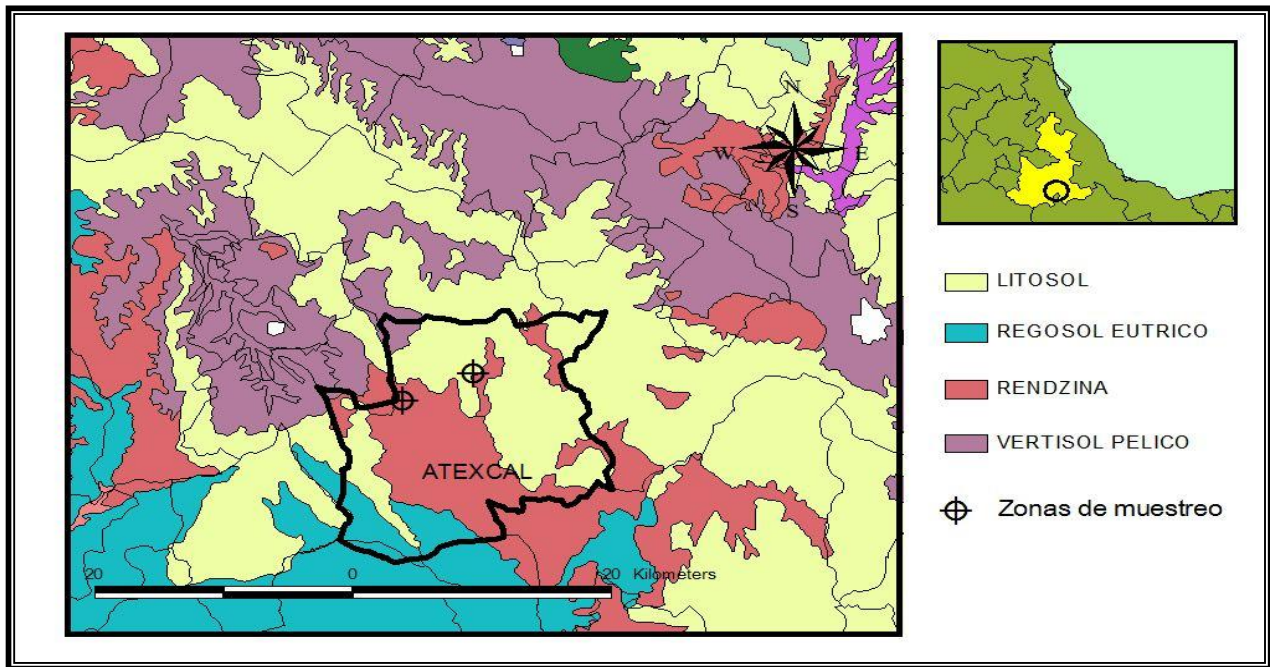 N
W E
S
ATEXCAL
20 0 20 Kilometers
LITOSOL
REGOSOL EUTRICO
RENDZINA
VERTISOL PELICO
Zonas de muestreo